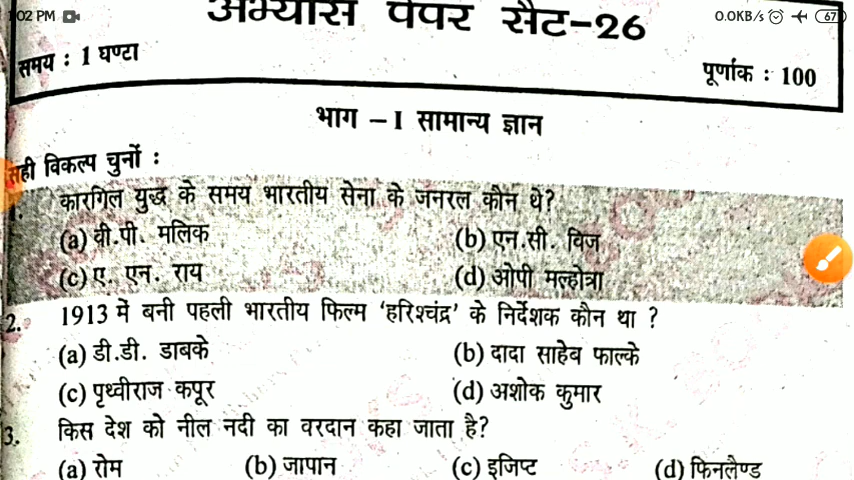 1:02 PM 0.0KB/s 67
अभ्यास पेपर सैट-26
समय : 1 घण्टा पूर्णांक : 100
भाग – I सामान्य ज्ञान
सही विकल्प चुनों :
1. कारगिल युद्ध के समय भारतीय सेना के जनरल कौन थे?
(a) वी.पी. मलिक (b) एन.सी. विज
(c) ए. एन. राय (d) ओपी मल्होत्रा
2. 1913 में बनी पहली भारतीय फिल्म ‘हरिश्चंद्र’ के निर्देशक कौन था ?
(a) डी.डी. डाबके (b) दादा साहेब फाल्के
(c) पृथ्वीराज कपूर (d) अशोक कुमार
3. किस देश को नील नदी का वरदान कहा जाता है?
(a) रोम (b) जापान (c) इजिप्ट (d) फिनलैण्ड